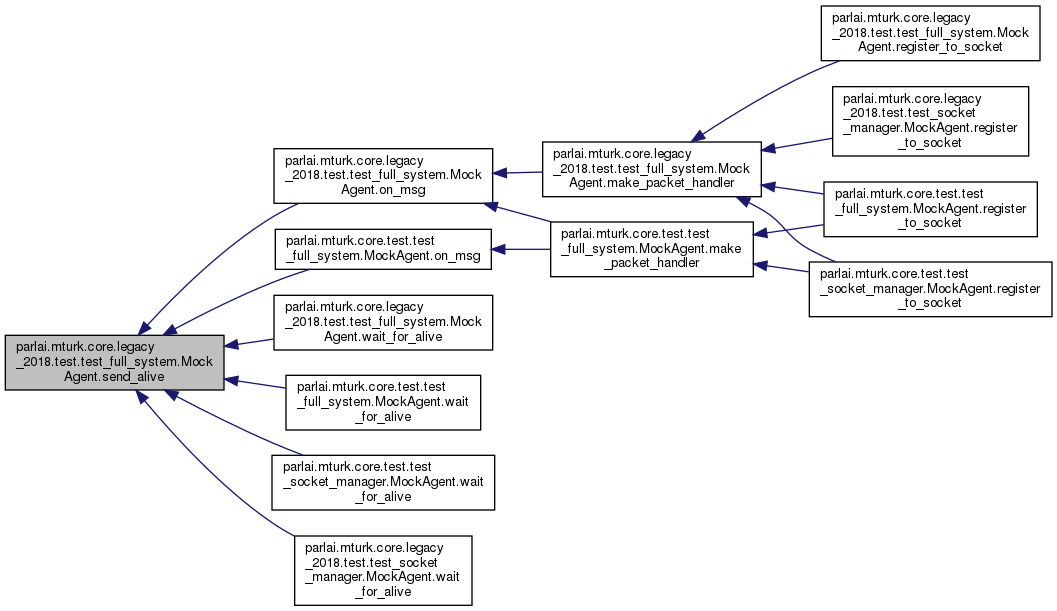 parlai.mturk.core.legacy
_2018.test.test_full_system.Mock
Agent.register_to_socket
parlai.mturk.core.legacy
_2018.test.test_socket
_manager.MockAgent.register
_to_socket
parlai.mturk.core.legacy
_2018.test.test_full_system.Mock
Agent.make_packet_handler
parlai.mturk.core.legacy
_2018.test.test_full_system.Mock
Agent.on_msg
parlai.mturk.core.test.test
_full_system.MockAgent.register
_to_socket
parlai.mturk.core.test.test
_full_system.MockAgent.make
_packet_handler
parlai.mturk.core.test.test
_full_system.MockAgent.on_msg
parlai.mturk.core.test.test
_socket_manager.MockAgent.register
_to_socket
parlai.mturk.core.legacy
_2018.test.test_full_system.Mock
Agent.wait_for_alive
parlai.mturk.core.legacy
_2018.test.test_full_system.Mock
Agent.send_alive
parlai.mturk.core.test.test
_full_system.MockAgent.wait
_for_alive
parlai.mturk.core.test.test
_socket_manager.MockAgent.wait
_for_alive
parlai.mturk.core.legacy
_2018.test.test_socket
_manager.MockAgent.wait
_for_alive